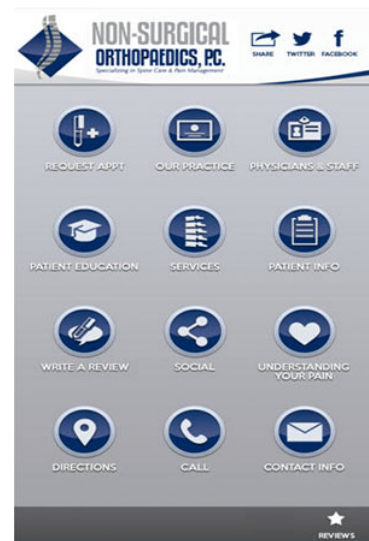 NON-SURGICAL
ORTHOPAEDICS, P.C.
Specializing in Spine Care & Pain Management
SHARE TWITTER FACEBOOK
REQUEST APPT OUR PRACTICE PHYSICIANS & STAFF
PATIENT EDUCATION SERVICES PATIENT INFO
WRITE A REVIEW SOCIAL UNDERSTANDING
YOUR PAIN
DIRECTIONS CALL CONTACT INFO
REVIEWS